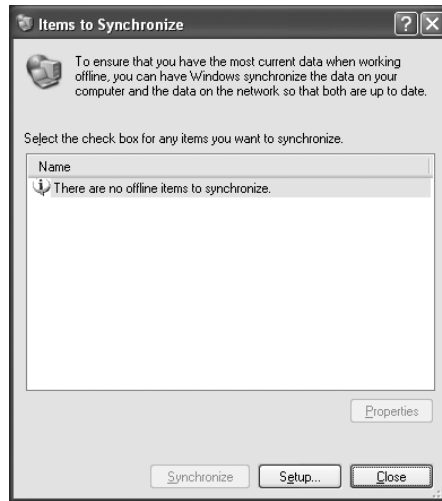 Items to Synchronize
To ensure that you have the most current data when working
offline, you can have Windows synchronize the data on your
computer and the data on the network so that both are up to date.
Select the check box for any items you want to synchronize.
Name
There are no offline items to synchronize.
Properties
Synchronize
Setup...
Close